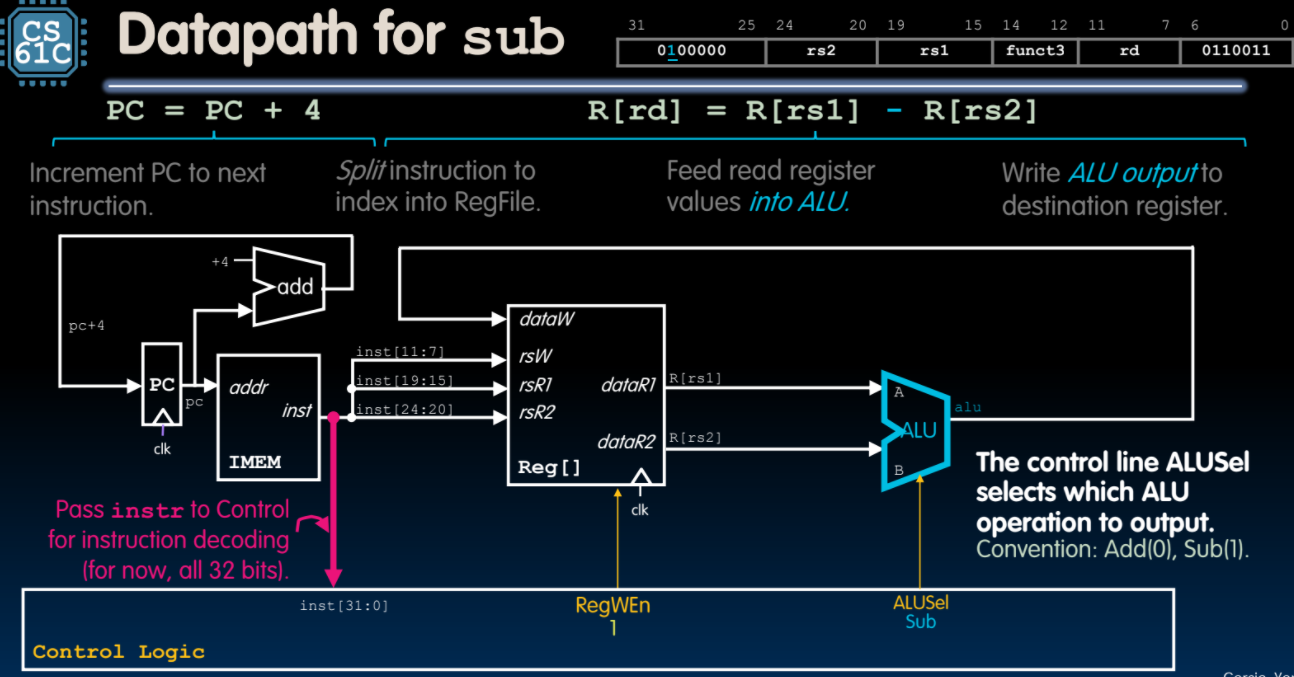 CS
61C
Datapath for sub
31 25 24 20 19 15 14 12 11 7 6 0
0100000 rs2 rs1 funct3 rd 0110011
PC = PC + 4
R[rd] = R[rs1] - R[rs2]
Increment PC to next
instruction.
Split instruction to
index into RegFile.
Feed read register
values into ALU.
Write ALU output to
destination register.
+4
add
pc+4
PC
pc
clk
addr
inst
IMEM
inst[11:7]
inst[19:15]
inst[24:20]
dataW
rsW
rsR1
rsR2
dataR1
dataR2
Reg[]
clk
R[rs1]
R[rs2]
A
ALU
B
alu
The control line ALUSel
selects which ALU
operation to output.
Convention: Add(0), Sub(1).
Pass instr to Control
for instruction decoding
(for now, all 32 bits).
inst[31:0]
RegWEn
1
ALUSel
Sub
Control Logic